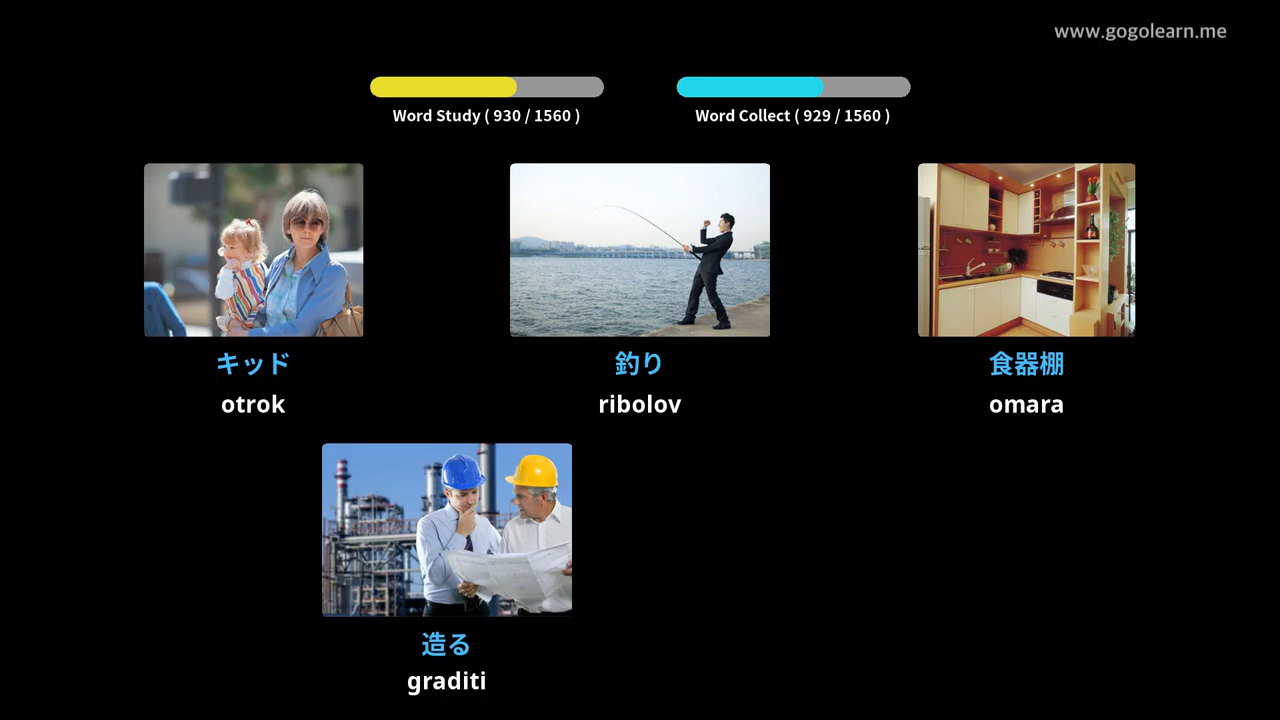 www.gogolearn.me
Word Study ( 930 / 1560 )
Word Collect ( 929 / 1560 )
キッド
otrok
釣り
ribolov
食器棚
omara
造る
graditi